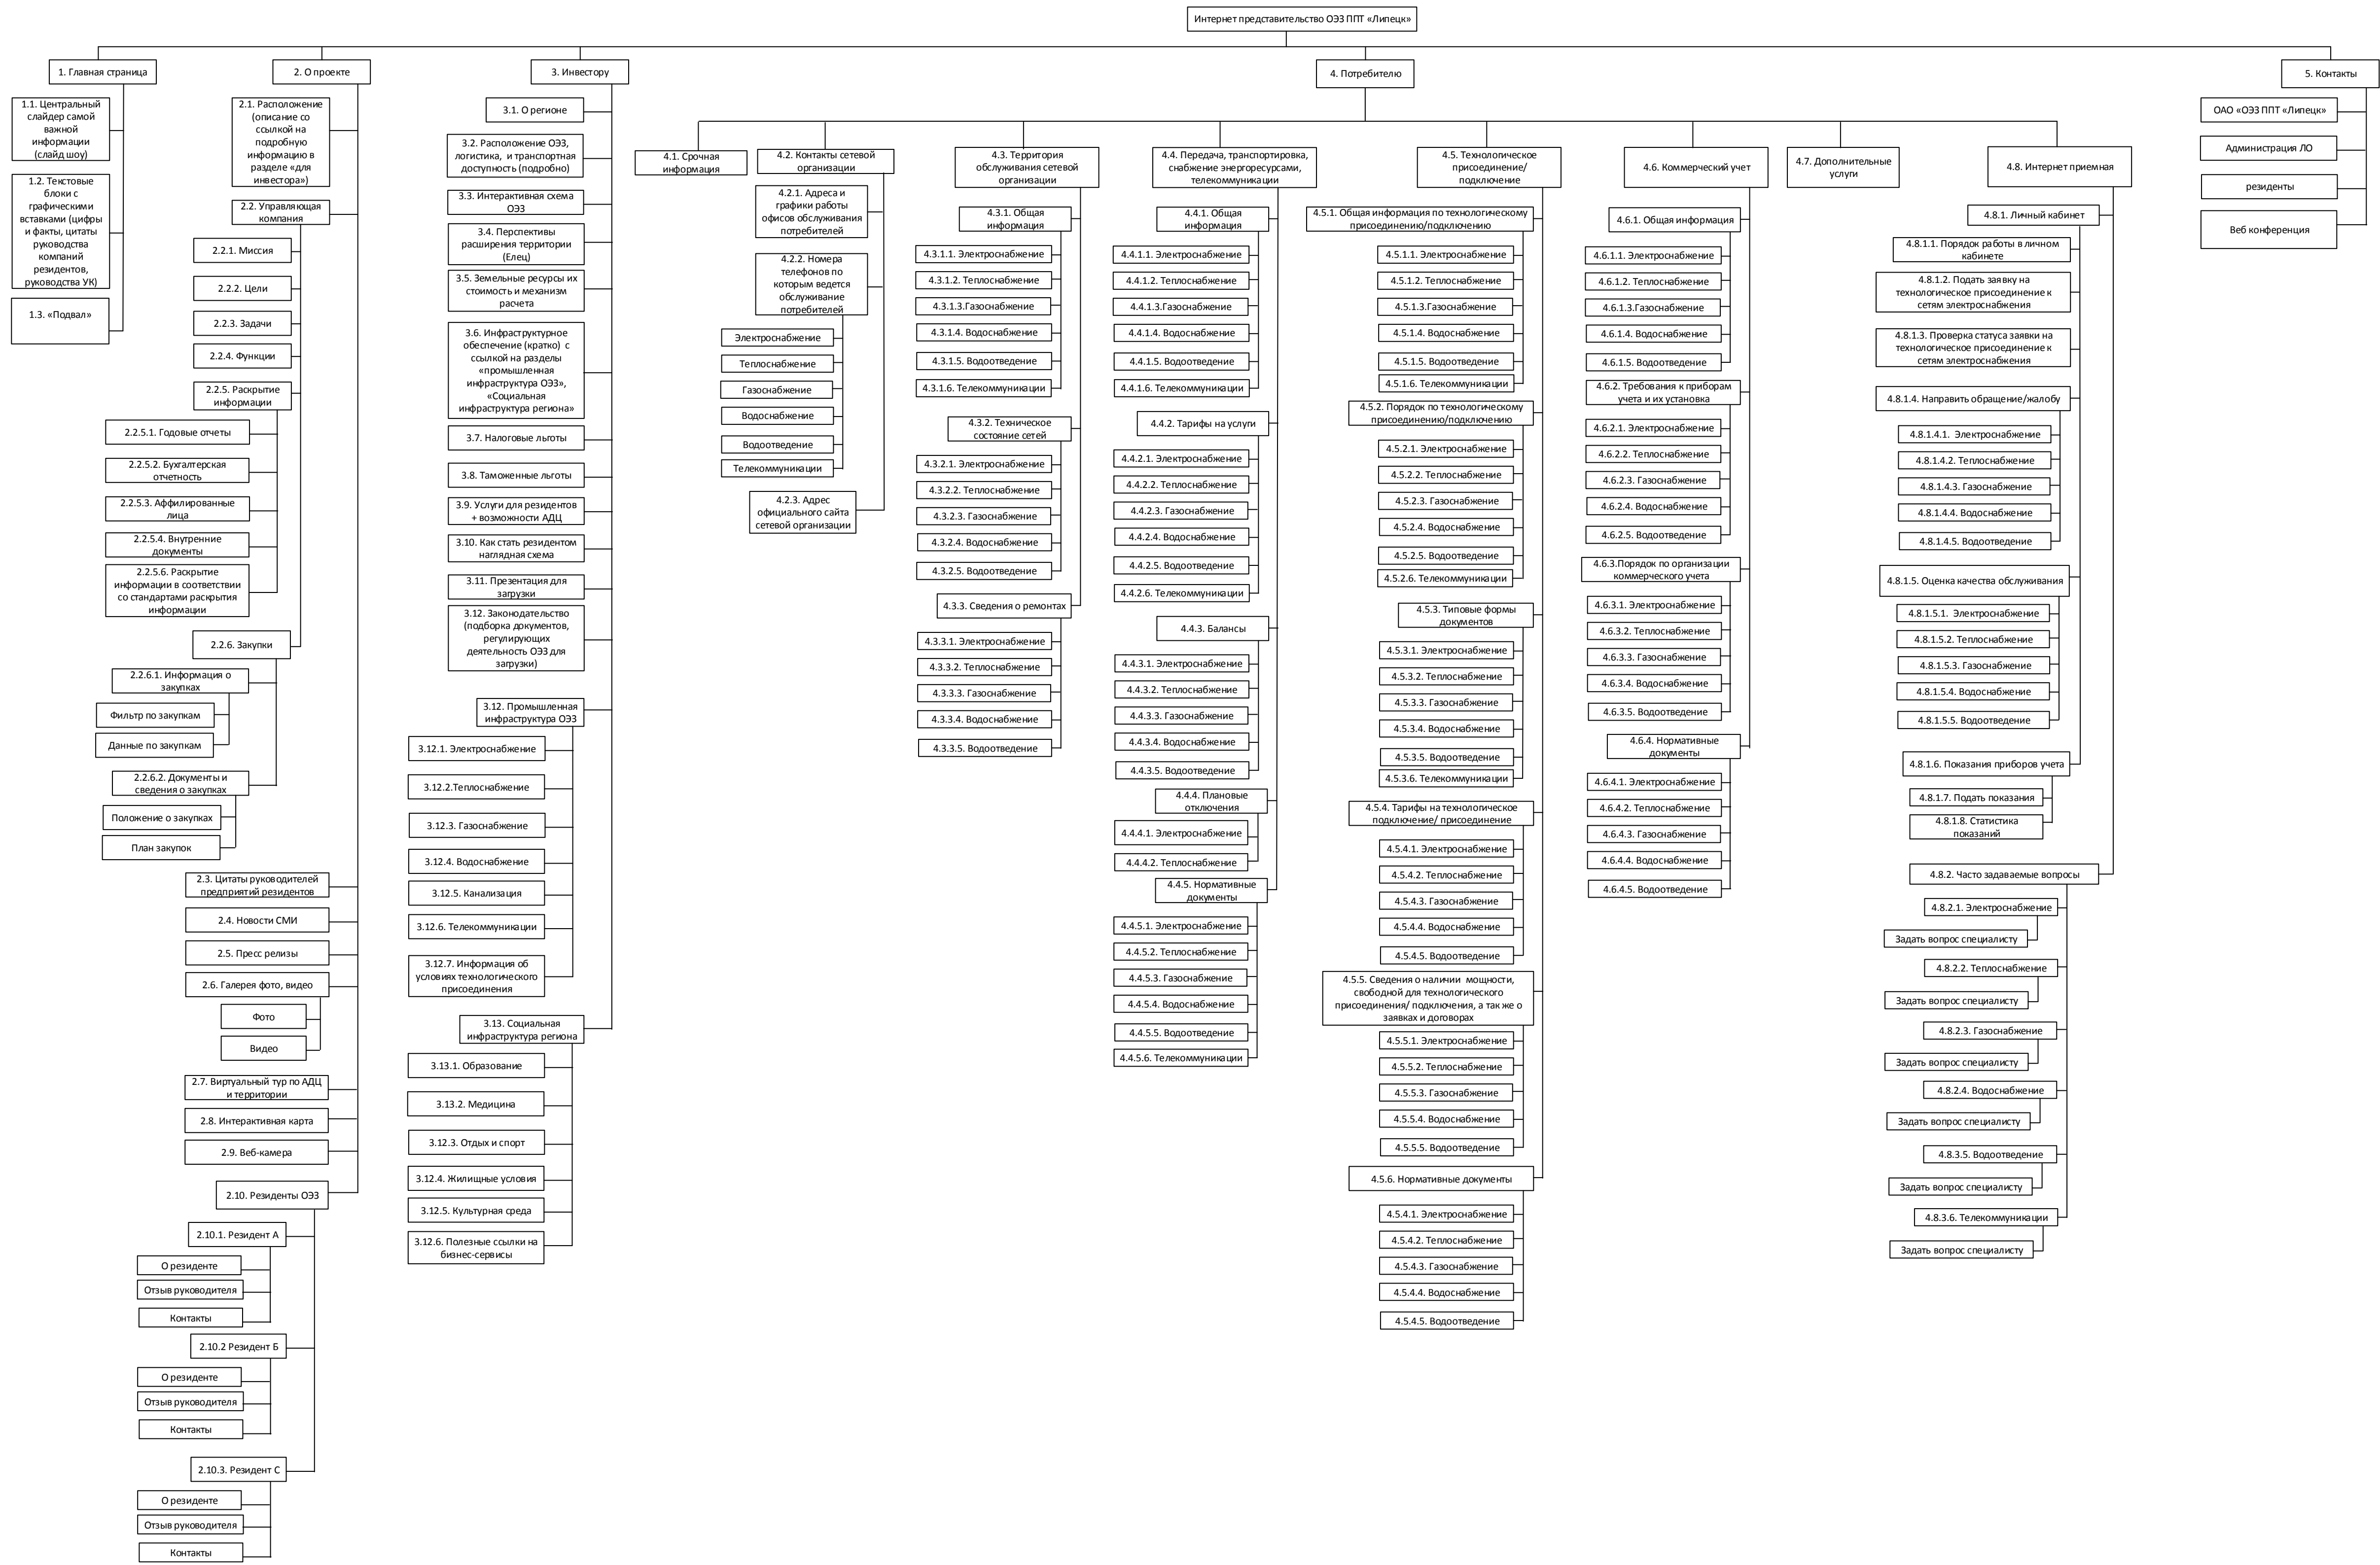 Интернет представительство ОЭЗ ППТ «Липецк»
1. Главная страница
1.1. Центральный
слайдер самой
важной
информации
(слайд шоу)
1.2. Текстовые
блоки с
графическими
вставками (цифры
и факты, цитаты
руководства
компаний
резидентов,
руководства УК)
1.3. «Подвал»
2. О проекте
2.1. Расположение
(описание со
ссылкой на
подробную
информацию в
разделе «для
инвестора»)
2.2. Управляющая
компания
2.2.1. Миссия
2.2.2. Цели
2.2.3. Задачи
2.2.4. Функции
2.2.5. Раскрытие
информации
2.2.5.1. Годовые отчеты
2.2.5.2. Бухгалтерская
отчетность
2.2.5.3. Аффилированные
лица
2.2.5.4. Внутренние
документы
2.2.5.6. Раскрытие
информации в соответствии
со стандартами раскрытия
информации
2.2.6. Закупки
2.2.6.1. Информация о
закупках
Фильтр по закупкам
Данные по закупкам
2.2.6.2. Документы и
сведения о закупках
Положение о закупках
План закупок
2.3. Цитаты руководителей
предприятий резидентов
2.4. Новости СМИ
2.5. Пресс релизы
2.6. Галерея фото, видео
Фото
Видео
2.7. Виртуальный тур по АДЦ
и территории
2.8. Интерактивная карта
2.9. Веб-камера
2.10. Резиденты ОЭЗ
2.10.1. Резидент А
О резиденте
Отзыв руководителя
Контакты
2.10.2 Резидент Б
О резиденте
Отзыв руководителя
Контакты
2.10.3. Резидент С
О резиденте
Отзыв руководителя
Контакты
3. Инвестору
3.1. О регионе
3.2. Расположение ОЭЗ,
логистика, и транспортная
доступность (подробно)
3.3. Интерактивная схема
ОЭЗ
3.4. Перспективы
расширения территории
(Елец)
3.5. Земельные ресурсы их
стоимость и механизм
расчета
3.6. Инфраструктурное
обеспечение (кратко) с
ссылкой на разделы
«промышленная
инфраструктура ОЭЗ»,
«Социальная
инфраструктура региона»
3.7. Налоговые льготы
3.8. Таможенные льготы
3.9. Услуги для резидентов
+ возможности АДЦ
3.10. Как стать резидентом
наглядная схема
3.11. Презентация для
загрузки
3.12. Законодательство
(подборка документов,
регулирующих
деятельность ОЭЗ для
загрузки)
3.12. Промышленная
инфраструктура ОЭЗ
3.12.1. Электроснабжение
3.12.2.Теплоснабжение
3.12.3. Газоснабжение
3.12.4. Водоснабжение
3.12.5. Канализация
3.12.6. Телекоммуникации
3.12.7. Информация об
условиях технологического
присоединения
3.13. Социальная
инфраструктура региона
3.13.1. Образование
3.13.2. Медицина
3.12.3. Отдых и спорт
3.12.4. Жилищные условия
3.12.5. Культурная среда
3.12.6. Полезные ссылки на
бизнес-сервисы
4. Потребителю
4.1. Срочная
информация
4.2. Контакты сетевой
организации
4.2.1. Адреса и
графики работы
офисов обслуживания
потребителей
4.2.2. Номера
телефонов по
которым ведется
обслуживание
потребителей
Электроснабжение
Теплоснабжение
Газоснабжение
Водоснабжение
Водоотведение
Телекоммуникации
4.2.3. Адрес
официального сайта
сетевой организации
4.3. Территория
обслуживания сетевой
организации
4.3.1. Общая
информация
4.3.1.1. Электроснабжение
4.3.1.2. Теплоснабжение
4.3.1.3.Газоснабжение
4.3.1.4. Водоснабжение
4.3.1.5. Водоотведение
4.3.1.6. Телекоммуникации
4.3.2. Техническое
состояние сетей
4.3.2.1. Электроснабжение
4.3.2.2. Теплоснабжение
4.3.2.3. Газоснабжение
4.3.2.4. Водоснабжение
4.3.2.5. Водоотведение
4.3.3. Сведения о ремонтах
4.3.3.1. Электроснабжение
4.3.3.2. Теплоснабжение
4.3.3.3. Газоснабжение
4.3.3.4. Водоснабжение
4.3.3.5. Водоотведение
4.4. Передача, транспортировка,
снабжение энергоресурсами,
телекоммуникации
4.4.1. Общая
информация
4.4.1.1. Электроснабжение
4.4.1.2. Теплоснабжение
4.4.1.3.Газоснабжение
4.4.1.4. Водоснабжение
4.4.1.5. Водоотведение
4.4.1.6. Телекоммуникации
4.4.2. Тарифы на услуги
4.4.2.1. Электроснабжение
4.4.2.2. Теплоснабжение
4.4.2.3. Газоснабжение
4.4.2.4. Водоснабжение
4.4.2.5. Водоотведение
4.4.2.6. Телекоммуникации
4.4.3. Балансы
4.4.3.1. Электроснабжение
4.4.3.2. Теплоснабжение
4.4.3.3. Газоснабжение
4.4.3.4. Водоснабжение
4.4.3.5. Водоотведение
4.4.4. Плановые
отключения
4.4.4.1. Электроснабжение
4.4.4.2. Теплоснабжение
4.4.5. Нормативные
документы
4.4.5.1. Электроснабжение
4.4.5.2. Теплоснабжение
4.4.5.3. Газоснабжение
4.4.5.4. Водоснабжение
4.4.5.5. Водоотведение
4.4.5.6. Телекоммуникации
4.5. Технологическое
присоединение/
подключение
4.5.1. Общая информация по технологическому
присоединению/подключению
4.5.1.1. Электроснабжение
4.5.1.2. Теплоснабжение
4.5.1.3.Газоснабжение
4.5.1.4. Водоснабжение
4.5.1.5. Водоотведение
4.5.1.6. Телекоммуникации
4.5.2. Порядок по технологическому
присоединению/подключению
4.5.2.1. Электроснабжение
4.5.2.2. Теплоснабжение
4.5.2.3. Газоснабжение
4.5.2.4. Водоснабжение
4.5.2.5. Водоотведение
4.5.2.6. Телекоммуникации
4.5.3. Типовые формы
документов
4.5.3.1. Электроснабжение
4.5.3.2. Теплоснабжение
4.5.3.3. Газоснабжение
4.5.3.4. Водоснабжение
4.5.3.5. Водоотведение
4.5.3.6. Телекоммуникации
4.5.4. Тарифы на технологическое
подключение/ присоединение
4.5.4.1. Электроснабжение
4.5.4.2. Теплоснабжение
4.5.4.3. Газоснабжение
4.5.4.4. Водоснабжение
4.5.4.5. Водоотведение
4.5.5. Сведения о наличии мощности,
свободной для технологического
присоединения/ подключения, а так же о
заявках и договорах
4.5.5.1. Электроснабжение
4.5.5.2. Теплоснабжение
4.5.5.3. Газоснабжение
4.5.5.4. Водоснабжение
4.5.5.5. Водоотведение
4.5.6. Нормативные документы
4.5.4.1. Электроснабжение
4.5.4.2. Теплоснабжение
4.5.4.3. Газоснабжение
4.5.4.4. Водоснабжение
4.5.4.5. Водоотведение
4.6. Коммерческий учет
4.6.1. Общая информация
4.6.1.1. Электроснабжение
4.6.1.2. Теплоснабжение
4.6.1.3.Газоснабжение
4.6.1.4. Водоснабжение
4.6.1.5. Водоотведение
4.6.2. Требования к приборам
учета и их установка
4.6.2.1. Электроснабжение
4.6.2.2. Теплоснабжение
4.6.2.3. Газоснабжение
4.6.2.4. Водоснабжение
4.6.2.5. Водоотведение
4.6.3.Порядок по организации
коммерческого учета
4.6.3.1. Электроснабжение
4.6.3.2. Теплоснабжение
4.6.3.3. Газоснабжение
4.6.3.4. Водоснабжение
4.6.3.5. Водоотведение
4.6.4. Нормативные
документы
4.6.4.1. Электроснабжение
4.6.4.2. Теплоснабжение
4.6.4.3. Газоснабжение
4.6.4.4. Водоснабжение
4.6.4.5. Водоотведение
4.7. Дополнительные
услуги
4.8. Интернет приемная
4.8.1. Личный кабинет
4.8.1.1. Порядок работы в личном
кабинете
4.8.1.2. Подать заявку на
технологическое присоединение к
сетям электроснабжения
4.8.1.3. Проверка статуса заявки на
технологическое присоединение к
сетям электроснабжения
4.8.1.4. Направить обращение/жалобу
4.8.1.4.1. Электроснабжение
4.8.1.4.2. Теплоснабжение
4.8.1.4.3. Газоснабжение
4.8.1.4.4. Водоснабжение
4.8.1.4.5. Водоотведение
4.8.1.5. Оценка качества обслуживания
4.8.1.5.1. Электроснабжение
4.8.1.5.2. Теплоснабжение
4.8.1.5.3. Газоснабжение
4.8.1.5.4. Водоснабжение
4.8.1.5.5. Водоотведение
4.8.1.6. Показания приборов учета
4.8.1.7. Подать показания
4.8.1.8. Статистика
показаний
4.8.2. Часто задаваемые вопросы
4.8.2.1. Электроснабжение
Задать вопрос специалисту
4.8.2.2. Теплоснабжение
Задать вопрос специалисту
4.8.2.3. Газоснабжение
Задать вопрос специалисту
4.8.2.4. Водоснабжение
Задать вопрос специалисту
4.8.3.5. Водоотведение
Задать вопрос специалисту
4.8.3.6. Телекоммуникации
Задать вопрос специалисту
5. Контакты
ОАО «ОЭЗ ППТ «Липецк»
Администрация ЛО
резиденты
Веб конференция